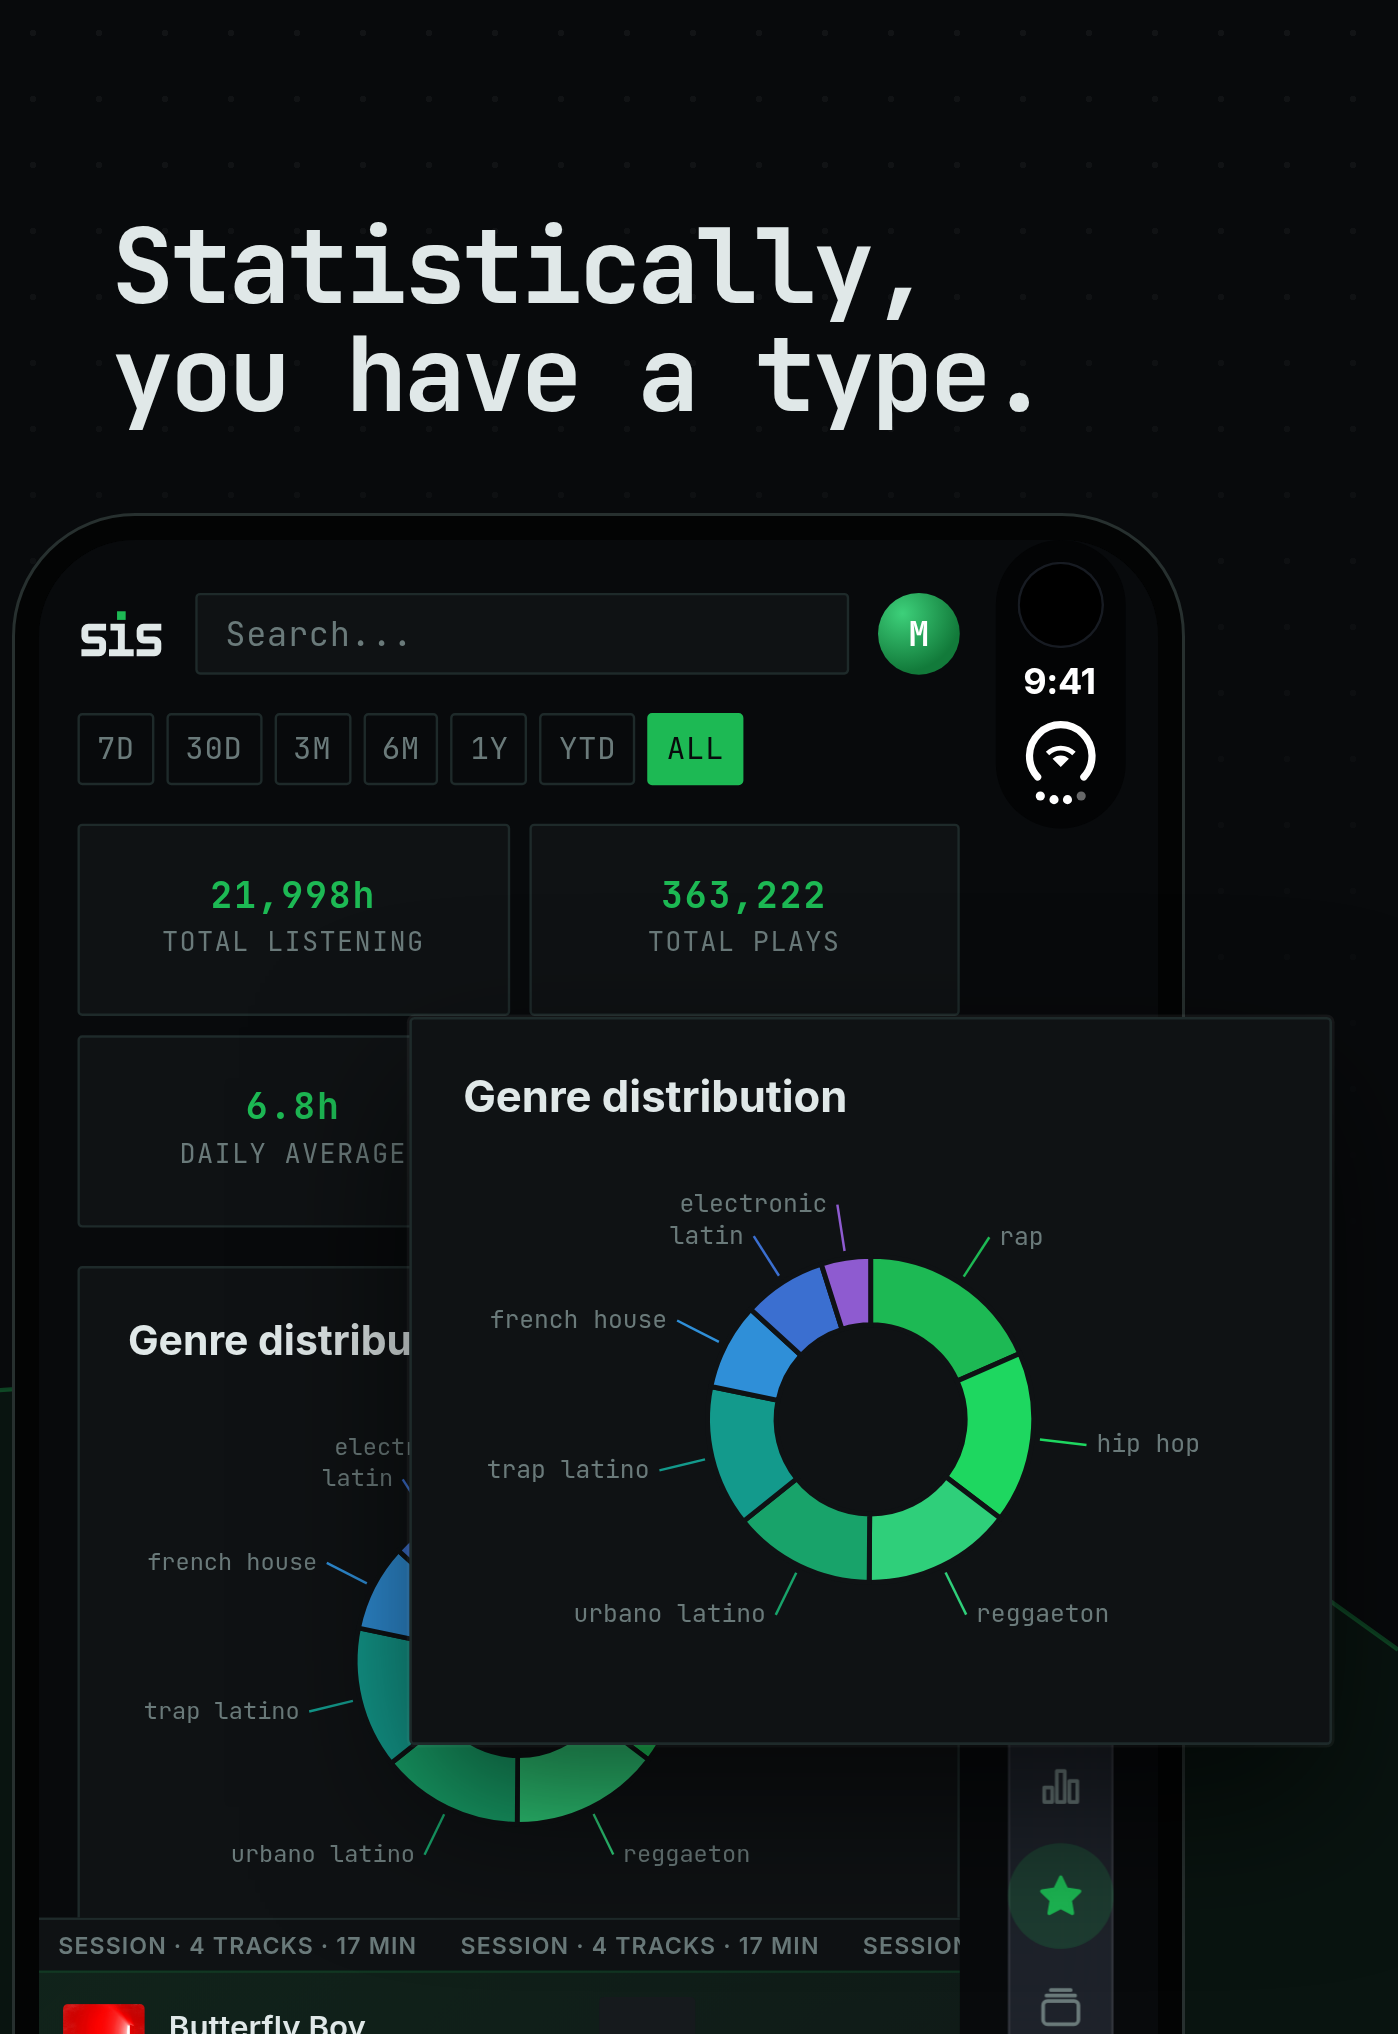 Statistically,
you have a type.
sis
Search...
M
9:41
7D 30D 3M 6M 1Y YTD ALL
21,998h
TOTAL LISTENING
363,222
TOTAL PLAYS
6.8h
DAILY AVERAGE
Genre distribution
electronic
latin
rap
french house
hip hop
trap latino
urbano latino
reggaeton
Genre distribu
electr
latin
french house
trap latino
urbano latino
reggaeton
SESSION · 4 TRACKS · 17 MIN SESSION · 4 TRACKS · 17 MIN SESSION
Butterfly Boy